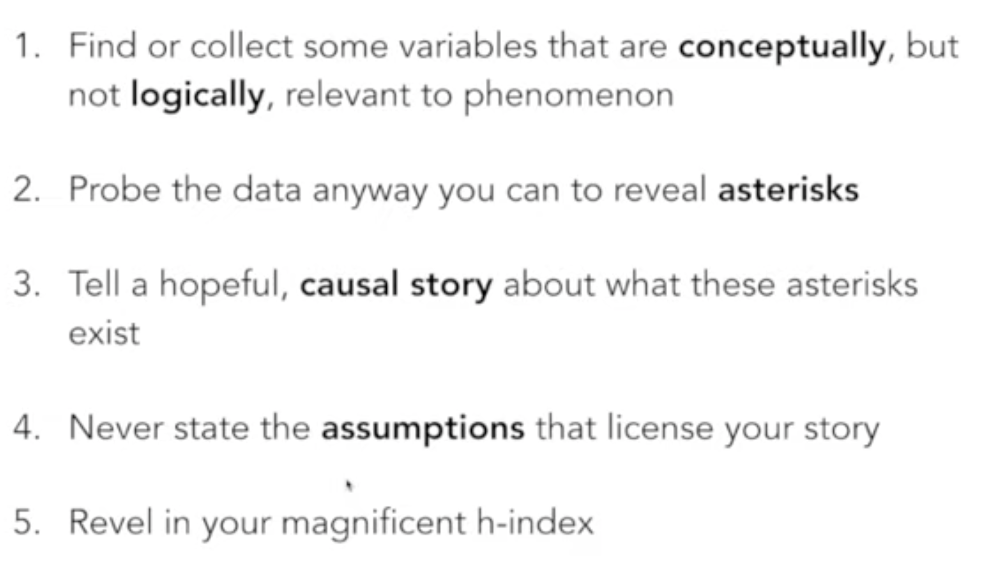 1. Find or collect some variables that are conceptually, but
not logically, relevant to phenomenon
2. Probe the data anyway you can to reveal asterisks
3. Tell a hopeful, causal story about what these asterisks
exist
4. Never state the assumptions that license your story
5. Revel in your magnificent h-index